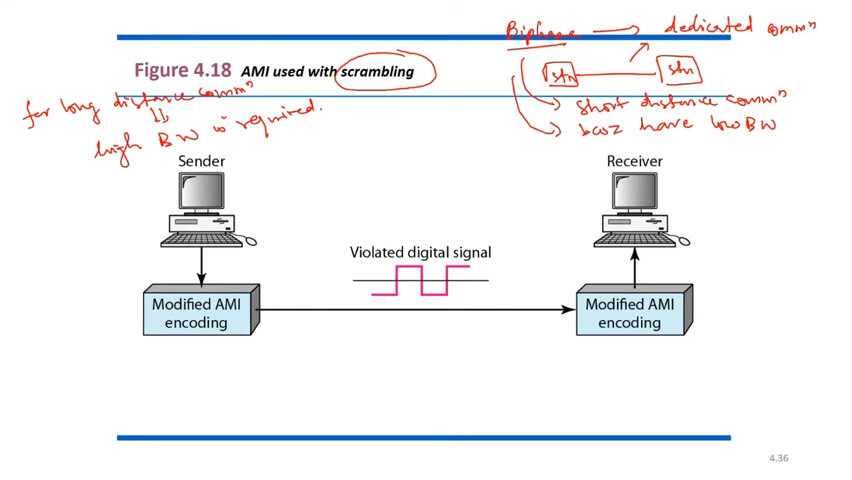 Biphase → dedicated commⁿ
Figure 4.18 AMI used with scrambling
stn stn
for long distance commⁿ
short distance commⁿ
high BW is required.
bcoz have low BW
Sender
Receiver
Violated digital signal
Modified AMI
encoding
Modified AMI
encoding
4.36